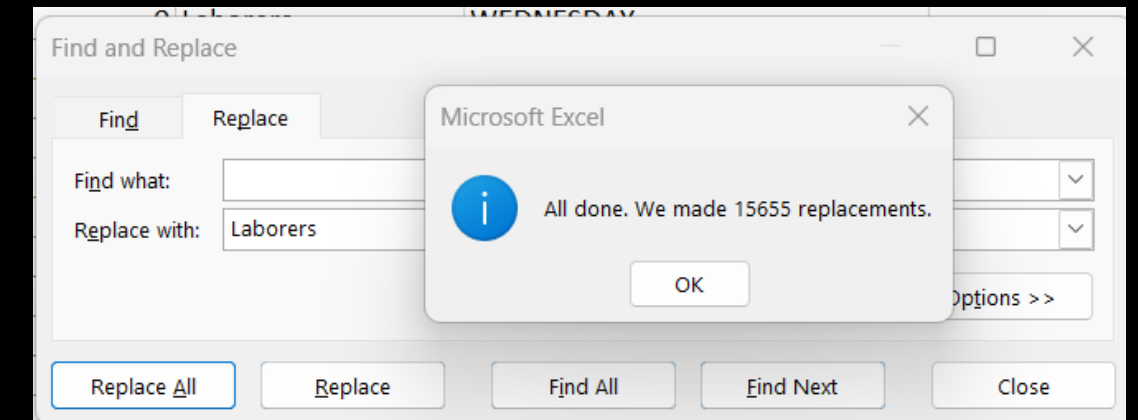 0 Laborers WEDNESDAY
Find and Replace
Find Replace
Microsoft Excel
Find what:
All done. We made 15655 replacements.
Replace with: Laborers
OK
Options >>
Replace All Replace Find All Find Next Close